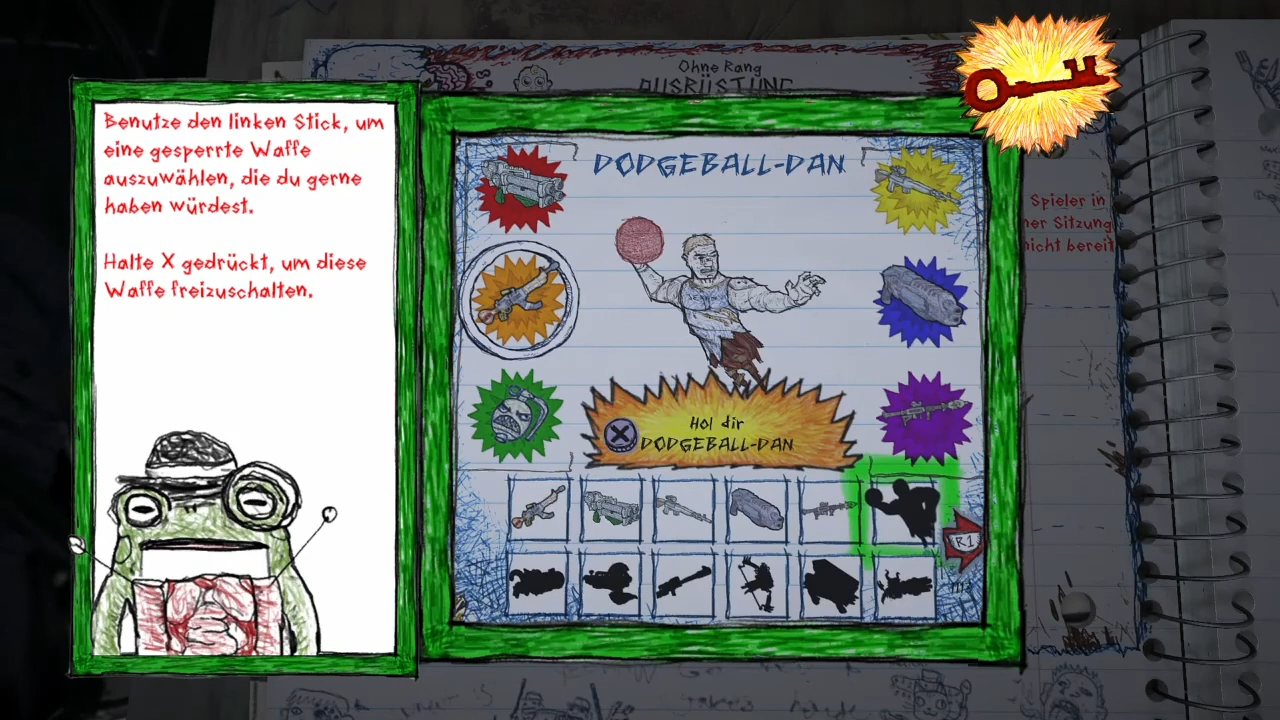 Ohne Rang
AUSRÜSTUNG
Benutze den linken Stick, um
eine gesperrte Waffe
auszuwählen, die du gerne
haben würdest.
Halte X gedrückt, um diese
Waffe freizuschalten.
DODGEBALL-DAN
Hol dir
DODGEBALL-DAN
R1
Spieler in
Sitzung
nicht bereit